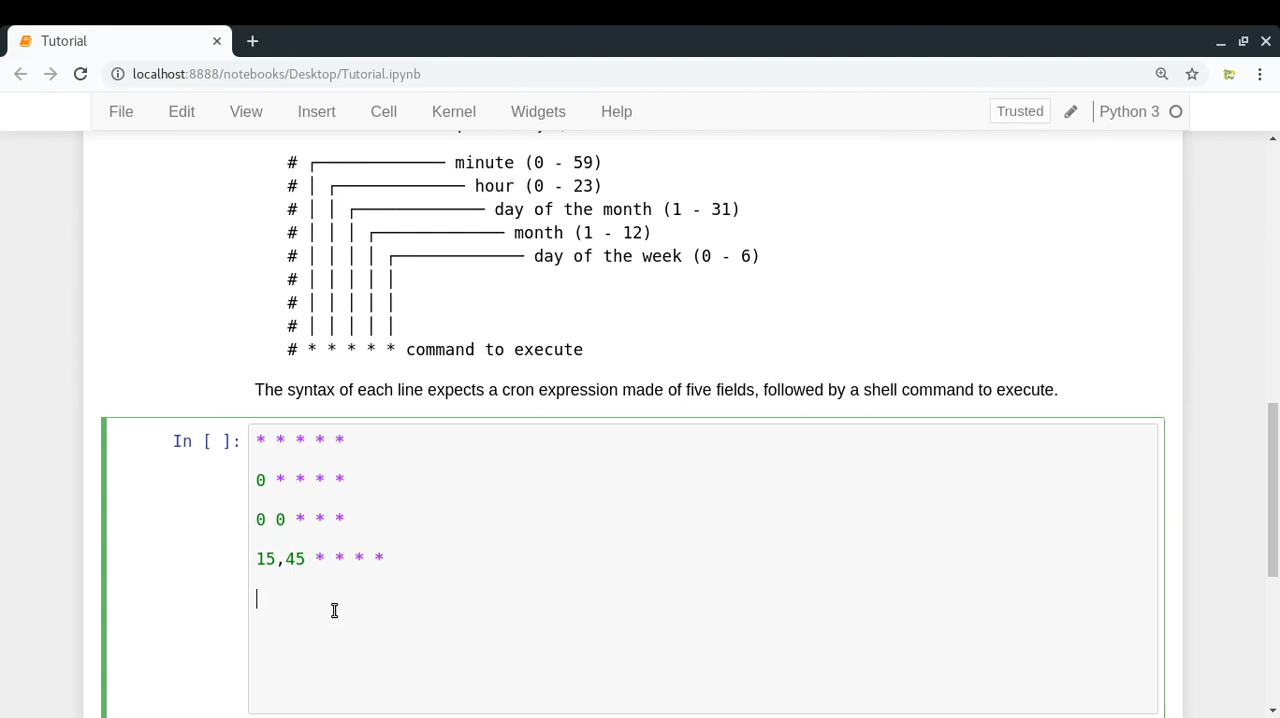 Tutorial
localhost:8888/notebooks/Desktop/Tutorial.ipynb
File Edit View Insert Cell Kernel Widgets Help Trusted Python 3
# ┌───────────── minute (0 - 59)
# │ ┌───────────── hour (0 - 23)
# │ │ ┌───────────── day of the month (1 - 31)
# │ │ │ ┌───────────── month (1 - 12)
# │ │ │ │ ┌───────────── day of the week (0 - 6)
# │ │ │ │ │
# │ │ │ │ │
# │ │ │ │ │
# * * * * * command to execute
The syntax of each line expects a cron expression made of five fields, followed by a shell command to execute.
In [ ]: * * * * *
0 * * * *
0 0 * * *
15,45 * * * *